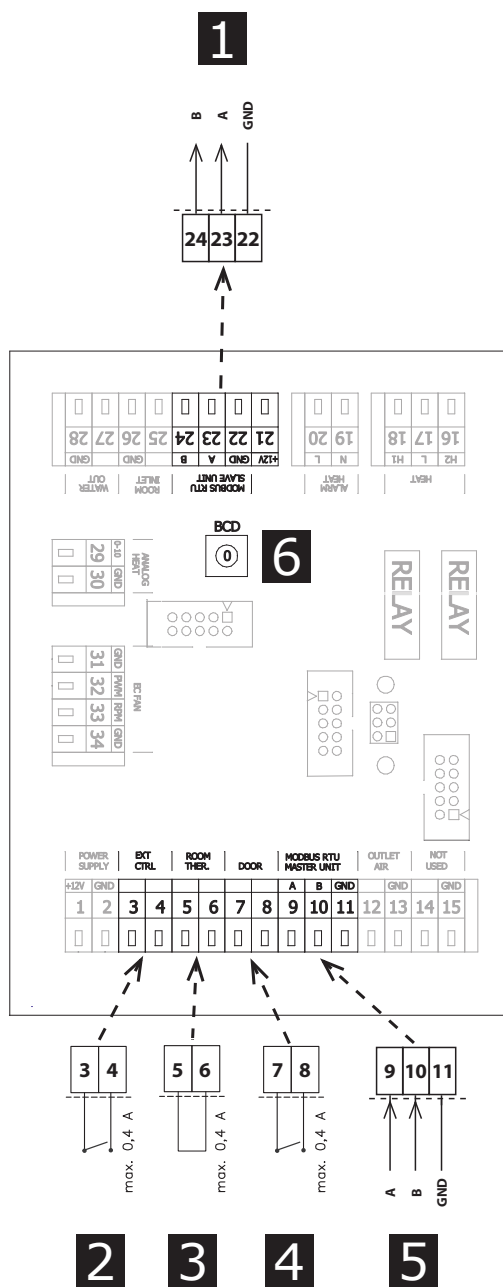 1
B A GND
24 23 22
28 27 26 25 24 23 22 21 20 19 18 17 16
GND GND B A GND +12V L N H1 L H2
WATER OUT
ROOM INLET
MODBUS RTU SLAVE UNIT
ALARM HEAT
HEAT
BCD
0
6
0-10 29
GND 30
ANALOG HEAT
RELAY RELAY
31 GND
32 PWM
33 RPM
34 GND
EC FAN
POWER SUPPLY
EXT CTRL
ROOM THER.
DOOR
MODBUS RTU MASTER UNIT
OUTLET AIR
NOT USED
+12V GND A B GND GND GND
1 2 3 4 5 6 7 8 9 10 11 12 13 14 15
3 4
5 6
7 8
9 10 11
max. 0,4 A
max. 0,4 A
max. 0,4 A
A B GND
2 3 4 5